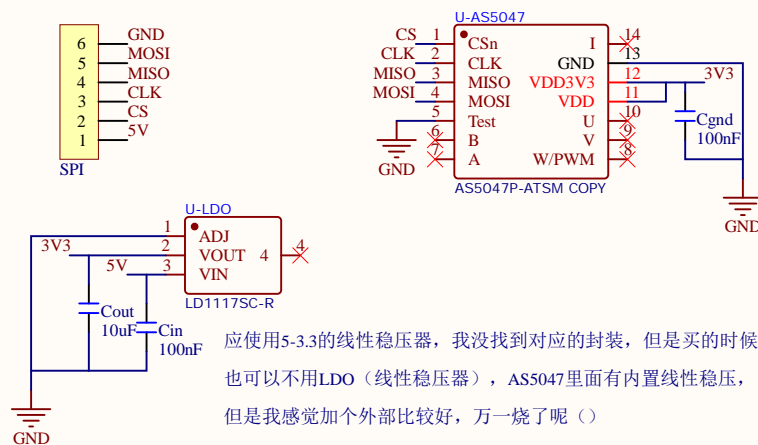 U-AS5047
6 GND
5 MOSI
4 MISO
3 CLK
2 CS
1 5V
SPI
CS 1 CSn
CLK 2 CLK
MISO 3 MISO
MOSI 4 MOSI
5 Test
6 B
7 A
GND
I 14
GND 13
VDD3V3 12 3V3
VDD 11
U 10
V 9
W/PWM 8
Cgnd
100nF
GND
AS5047P-ATSM COPY
U-LDO
1 ADJ
3V3 2 VOUT 4 4
5V 3 VIN
LD1117SC-R
Cout
10uF
Cin
100nF
GND
应使用5-3.3的线性稳压器，我没找到对应的封装，但是买的时候
也可以不用LDO（线性稳压器），AS5047里面有内置线性稳压，
但是我感觉加个外部比较好，万一烧了呢（）